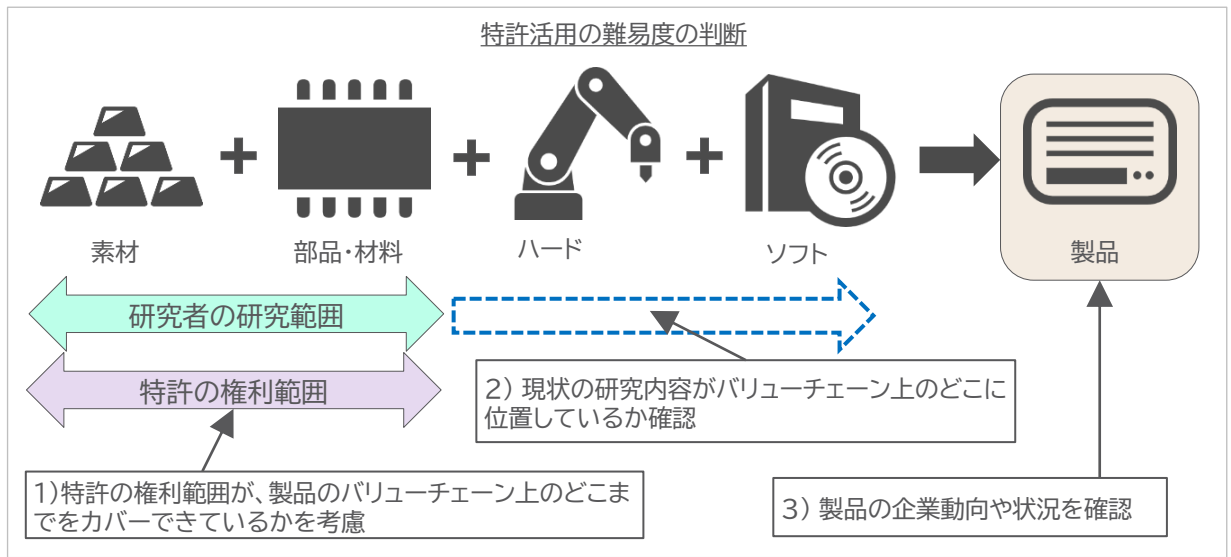 特許活用の難易度の判断
素材
部品・材料
ハード
ソフト
製品
研究者の研究範囲
特許の権利範囲
2) 現状の研究内容がバリューチェーン上のどこに
位置しているか確認
1)特許の権利範囲が、製品のバリューチェーン上のどこま
でをカバーできているかを考慮
3) 製品の企業動向や状況を確認